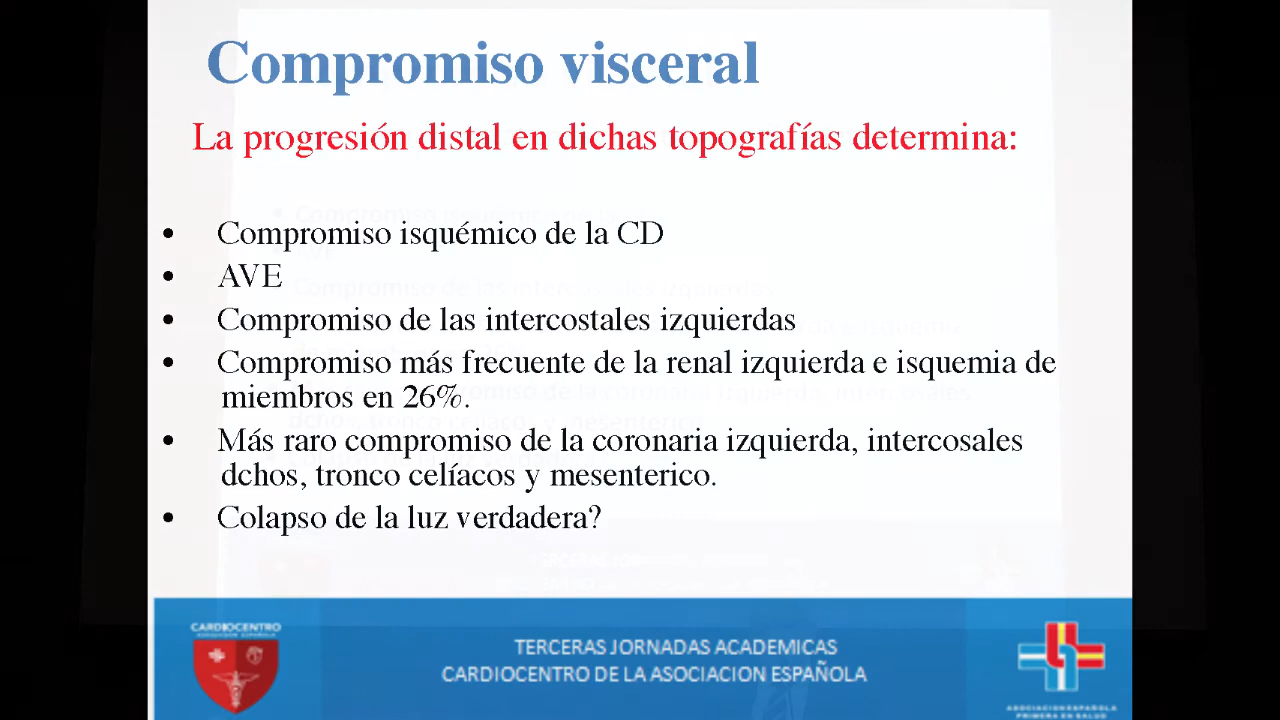 Compromiso visceral
La progresión distal en dichas topografías determina:
• Compromiso isquémico de la CD
• AVE
• Compromiso de las intercostales izquierdas
• Compromiso más frecuente de la renal izquierda e isquemia de
miembros en 26%.
• Más raro compromiso de la coronaria izquierda, intercosales
dchos, tronco celíacos y mesenterico.
• Colapso de la luz verdadera?
CARDIOCENTRO
ASOCIACIÓN ESPAÑOLA
TERCERAS JORNADAS ACADEMICAS
CARDIOCENTRO DE LA ASOCIACION ESPAÑOLA
ASOCIACION ESPAÑOLA
PRIMERA EN SALUD